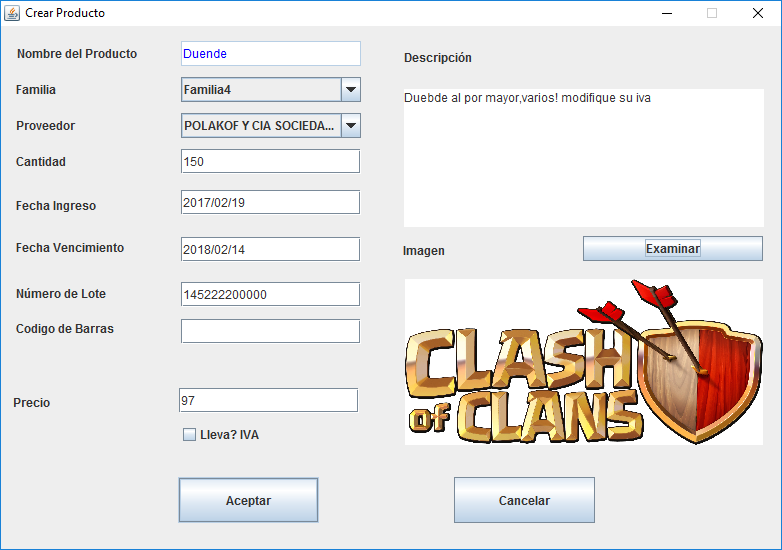 Crear Producto
Nombre del Producto Duende
Familia Familia4
Proveedor POLAKOF Y CIA SOCIEDA...
Cantidad 150
Fecha Ingreso 2017/02/19
Fecha Vencimiento 2018/02/14
Número de Lote 145222200000
Codigo de Barras
Precio 97
Lleva? IVA
Aceptar
Descripción
Duebde al por mayor,varios! modifique su iva
Imagen Examinar
CLASH
OF CLANS
Cancelar